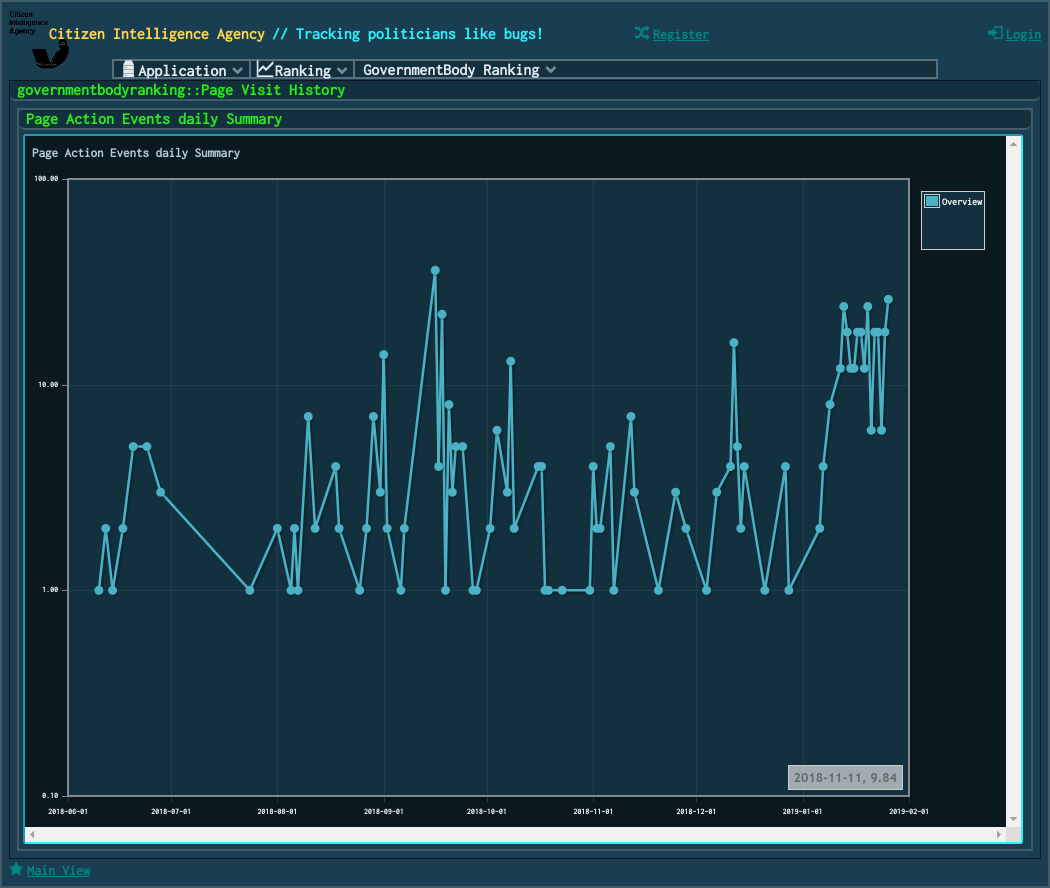 Citizen
Intelligence
Agency
Citizen Intelligence Agency // Tracking politicians like bugs!
Register
Login
Application
Ranking
GovernmentBody Ranking
governmentbodyranking::Page Visit History
Page Action Events daily Summary
Page Action Events daily Summary
100.00
Overview
10.00
1.00
2018-11-11, 9.84
0.10
2018-06-01 2018-07-01 2018-08-01 2018-09-01 2018-10-01 2018-11-01 2018-12-01 2019-01-01 2019-02-01
Main View